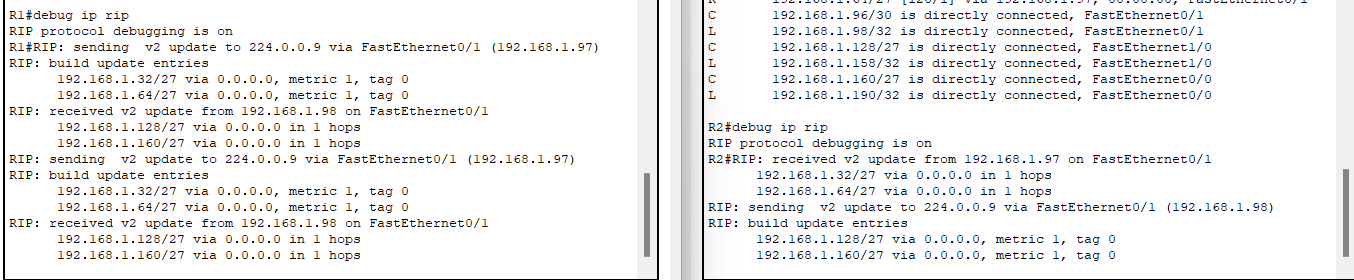 R1#debug ip rip
RIP protocol debugging is on
R1#RIP: sending  v2 update to 224.0.0.9 via FastEthernet0/1 (192.168.1.97)
RIP: build update entries
      192.168.1.32/27 via 0.0.0.0, metric 1, tag 0
      192.168.1.64/27 via 0.0.0.0, metric 1, tag 0
RIP: received v2 update from 192.168.1.98 on FastEthernet0/1
      192.168.1.128/27 via 0.0.0.0 in 1 hops
      192.168.1.160/27 via 0.0.0.0 in 1 hops
RIP: sending  v2 update to 224.0.0.9 via FastEthernet0/1 (192.168.1.97)
RIP: build update entries
      192.168.1.32/27 via 0.0.0.0, metric 1, tag 0
      192.168.1.64/27 via 0.0.0.0, metric 1, tag 0
RIP: received v2 update from 192.168.1.98 on FastEthernet0/1
      192.168.1.128/27 via 0.0.0.0 in 1 hops
      192.168.1.160/27 via 0.0.0.0 in 1 hops
C       192.168.1.96/30 is directly connected, FastEthernet0/1
L       192.168.1.98/32 is directly connected, FastEthernet0/1
C       192.168.1.128/27 is directly connected, FastEthernet1/0
L       192.168.1.158/32 is directly connected, FastEthernet1/0
C       192.168.1.160/27 is directly connected, FastEthernet0/0
L       192.168.1.190/32 is directly connected, FastEthernet0/0
R2#debug ip rip
RIP protocol debugging is on
R2#RIP: received v2 update from 192.168.1.97 on FastEthernet0/1
      192.168.1.32/27 via 0.0.0.0 in 1 hops
      192.168.1.64/27 via 0.0.0.0 in 1 hops
RIP: sending  v2 update to 224.0.0.9 via FastEthernet0/1 (192.168.1.98)
RIP: build update entries
      192.168.1.128/27 via 0.0.0.0, metric 1, tag 0
      192.168.1.160/27 via 0.0.0.0, metric 1, tag 0